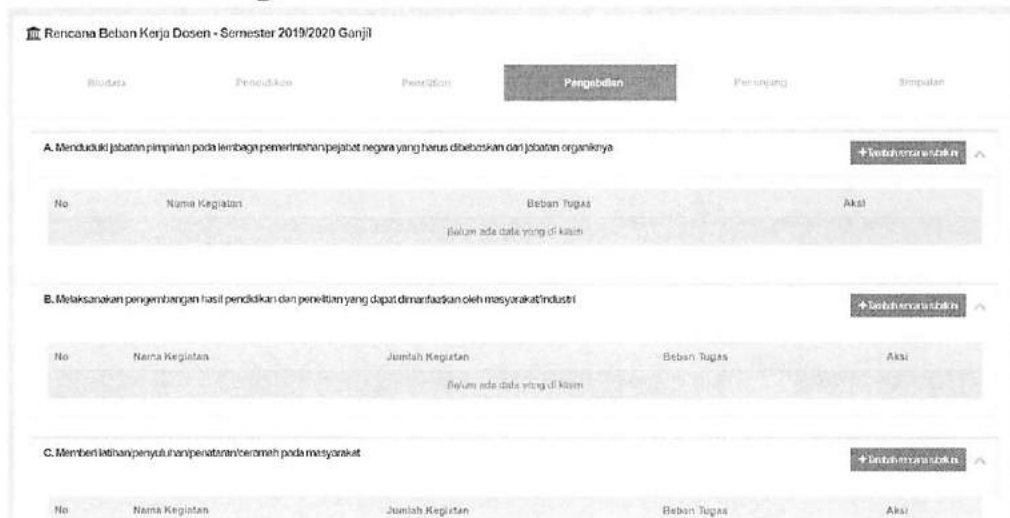 Rencana Beban Kerja Dosen - Semester 2019/2020 Ganjil
Biodata Pendidikan Penelitian Pengabdian Penunjang Simpulan
A. Menduduki jabatan pimpinan pada lembaga pemerintahan/pejabat negara yang harus dibebaskan dari jabatan organiknya
No Nama Kegiatan Beban Tugas Aksi
Belum ada data yang di kirim
B. Melaksanakan pengembangan hasil pendidikan dan penelitian yang dapat dimanfaatkan oleh masyarakat/industri
No Nama Kegiatan Jumlah Kegiatan Beban Tugas Aksi
Belum ada data yang di kirim
C. Memberi latihan/penyuluhan/penataran/ceramah pada masyarakat
No Nama Kegiatan Jumlah Kegiatan Beban Tugas Aksi